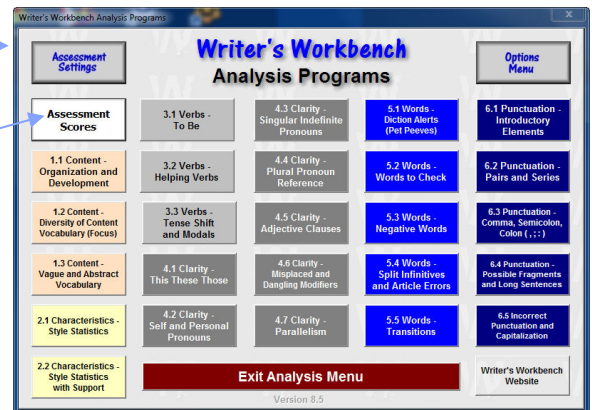 Writer's Workbench Analysis Programs
X
Assessment
Settings
Writer's Workbench
Analysis Programs
Options
Menu
Assessment
Scores
3.1 Verbs -
To Be
4.3 Clarity -
Singular Indefinite
Pronouns
5.1 Words -
Diction Alerts
(Pet Peeves)
6.1 Punctuation -
Introductory
Elements
1.1 Content -
Organization and
Development
3.2 Verbs -
Helping Verbs
4.4 Clarity -
Plural Pronoun
Reference
5.2 Words -
Words to Check
6.2 Punctuation -
Pairs and Series
1.2 Content -
Diversity of Content
Vocabulary (Focus)
3.3 Verbs -
Tense Shift
and Modals
4.5 Clarity -
Adjective Clauses
5.3 Words -
Negative Words
6.3 Punctuation -
Comma, Semicolon,
Colon ( , ; : )
1.3 Content -
Vague and Abstract
Vocabulary
4.1 Clarity -
This These Those
4.6 Clarity -
Misplaced and
Dangling Modifiers
5.4 Words -
Split Infinitives
and Article Errors
6.4 Punctuation -
Possible Fragments
and Long Sentences
2.1 Characteristics -
Style Statistics
4.2 Clarity -
Self and Personal
Pronouns
4.7 Clarity -
Parallelism
5.5 Words -
Transitions
6.5 Incorrect
Punctuation and
Capitalization
2.2 Characteristics -
Style Statistics
with Support
Exit Analysis Menu
Writer's Workbench
Website
Version 8.5